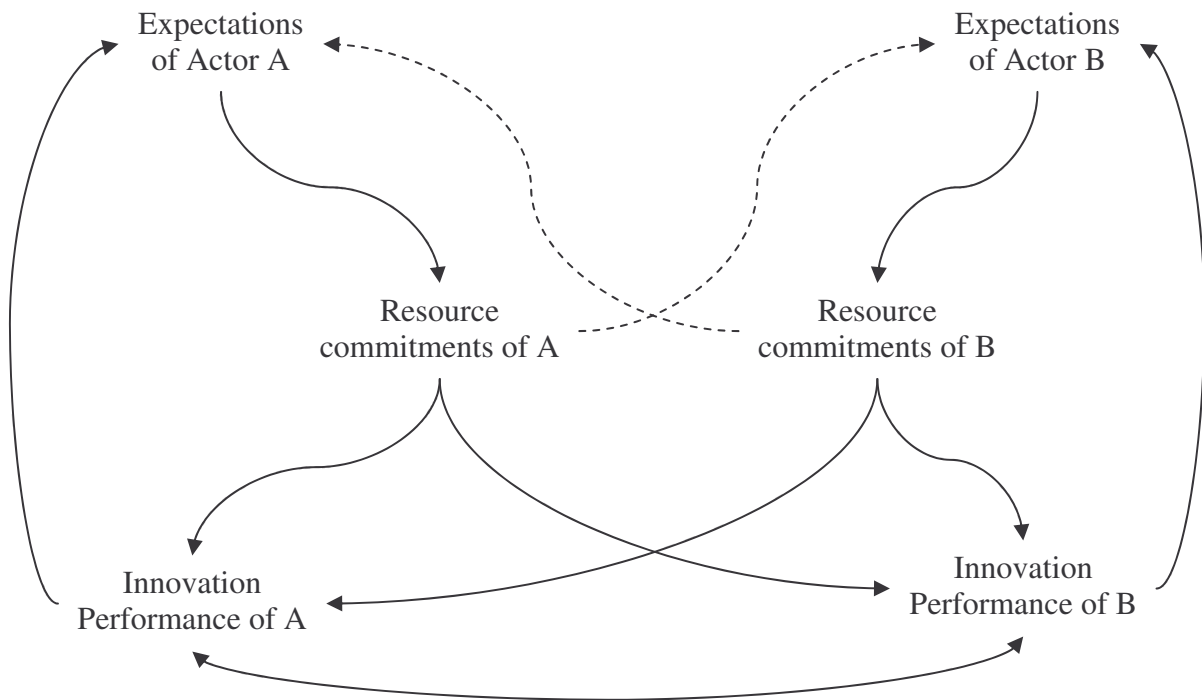 Expectations
of Actor A
Expectations
of Actor B
Resource
commitments of A
Resource
commitments of B
Innovation
Performance of A
Innovation
Performance of B